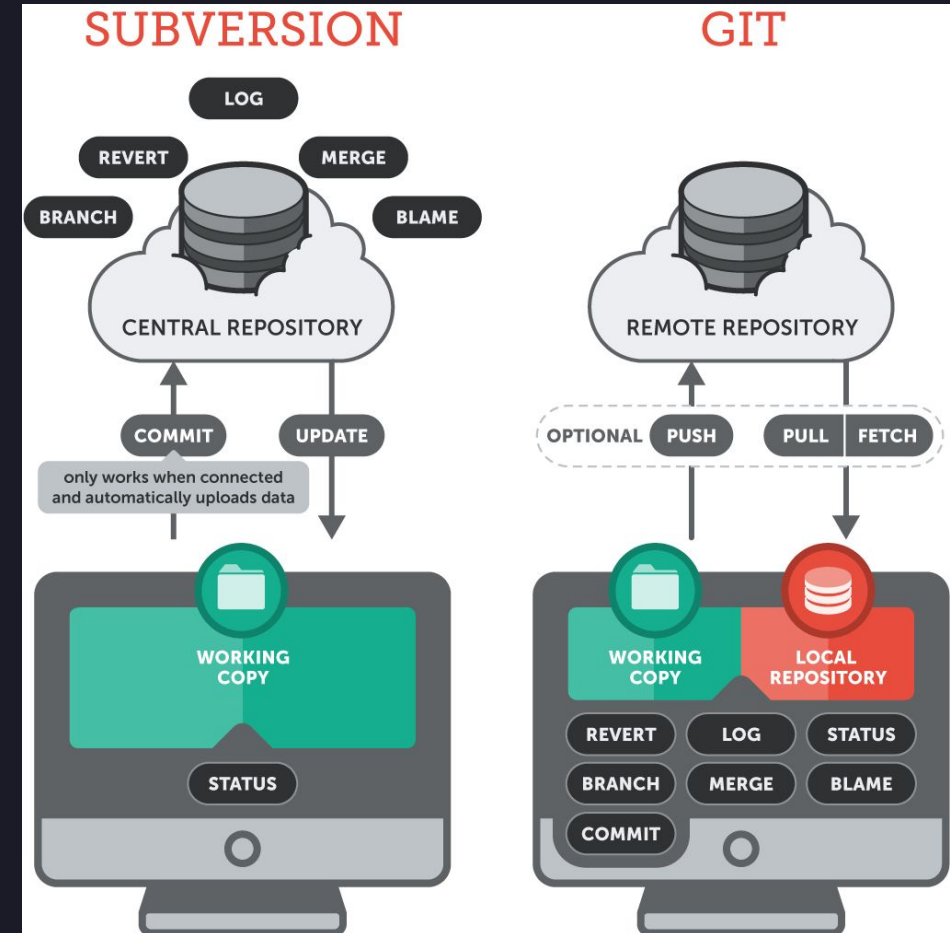 SUBVERSION
LOG
REVERT
MERGE
BRANCH
BLAME
CENTRAL REPOSITORY
COMMIT
UPDATE
only works when connected
and automatically uploads data
WORKING
COPY
STATUS
GIT
REMOTE REPOSITORY
OPTIONAL PUSH PULL FETCH
WORKING
COPY
LOCAL
REPOSITORY
REVERT LOG STATUS
BRANCH MERGE BLAME
COMMIT